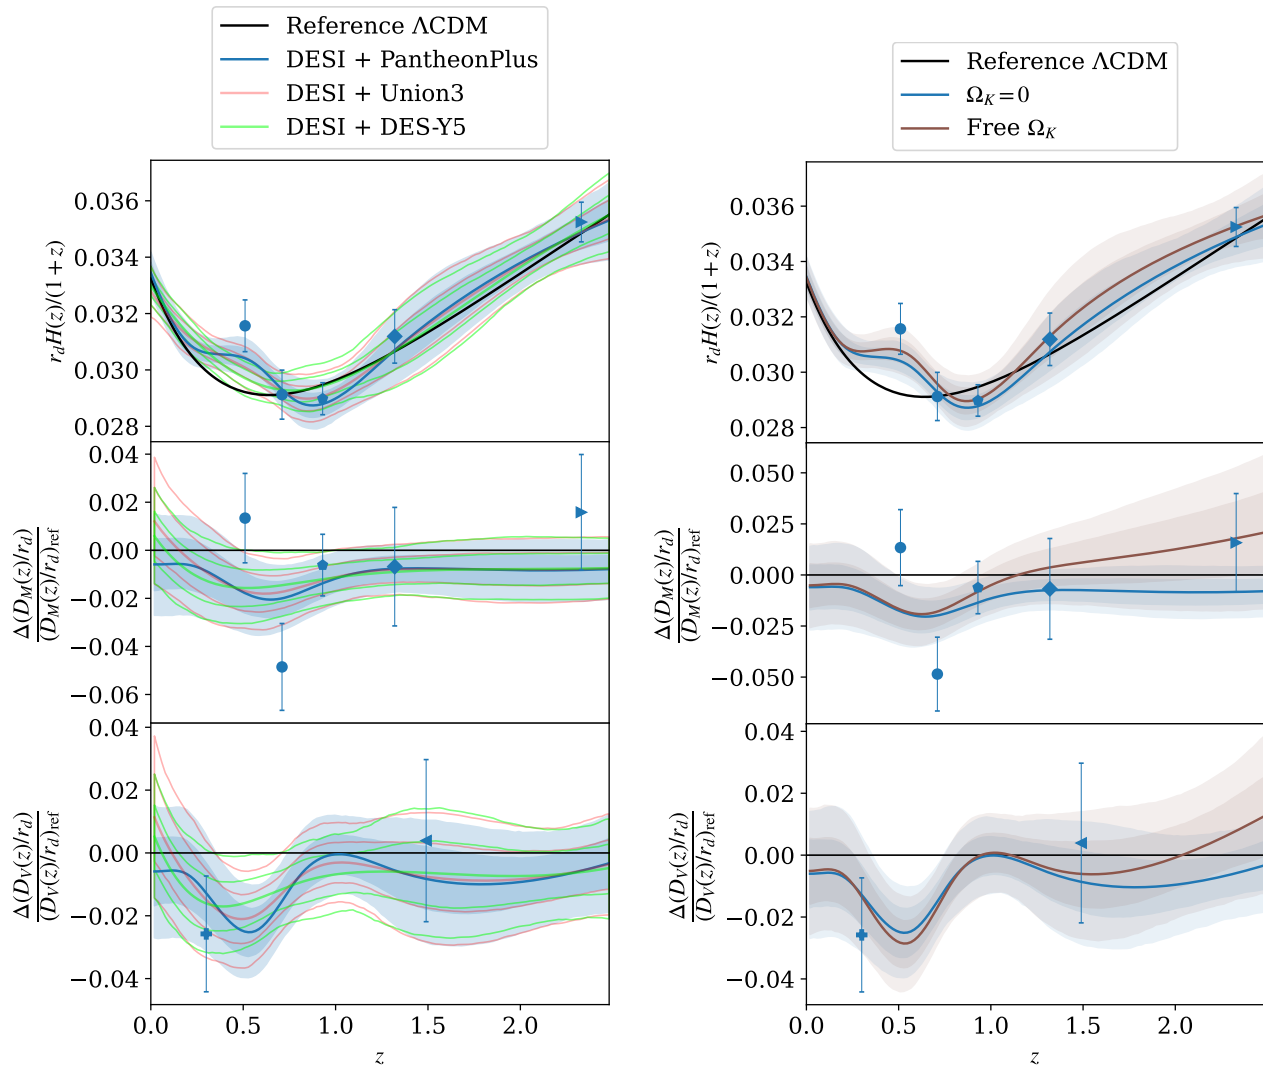 Reference ΛCDM
DESI + PantheonPlus
DESI + Union3
DESI + DES-Y5
0.036
0.034
0.032
0.030
0.028
r_d H(z)/(1 + z)
0.04
0.02
0.00
−0.02
−0.04
−0.06
Δ(D_M(z)/r_d)
(D_M(z)/r_d)_ref
0.04
0.02
0.00
−0.02
−0.04
Δ(D_V(z)/r_d)
(D_V(z)/r_d)_ref
0.0 0.5 1.0 1.5 2.0
z
Reference ΛCDM
Ω_K = 0
Free Ω_K
0.036
0.034
0.032
0.030
0.028
r_d H(z)/(1 + z)
0.050
0.025
0.000
−0.025
−0.050
Δ(D_M(z)/r_d)
(D_M(z)/r_d)_ref
0.04
0.02
0.00
−0.02
−0.04
Δ(D_V(z)/r_d)
(D_V(z)/r_d)_ref
0.0 0.5 1.0 1.5 2.0
z